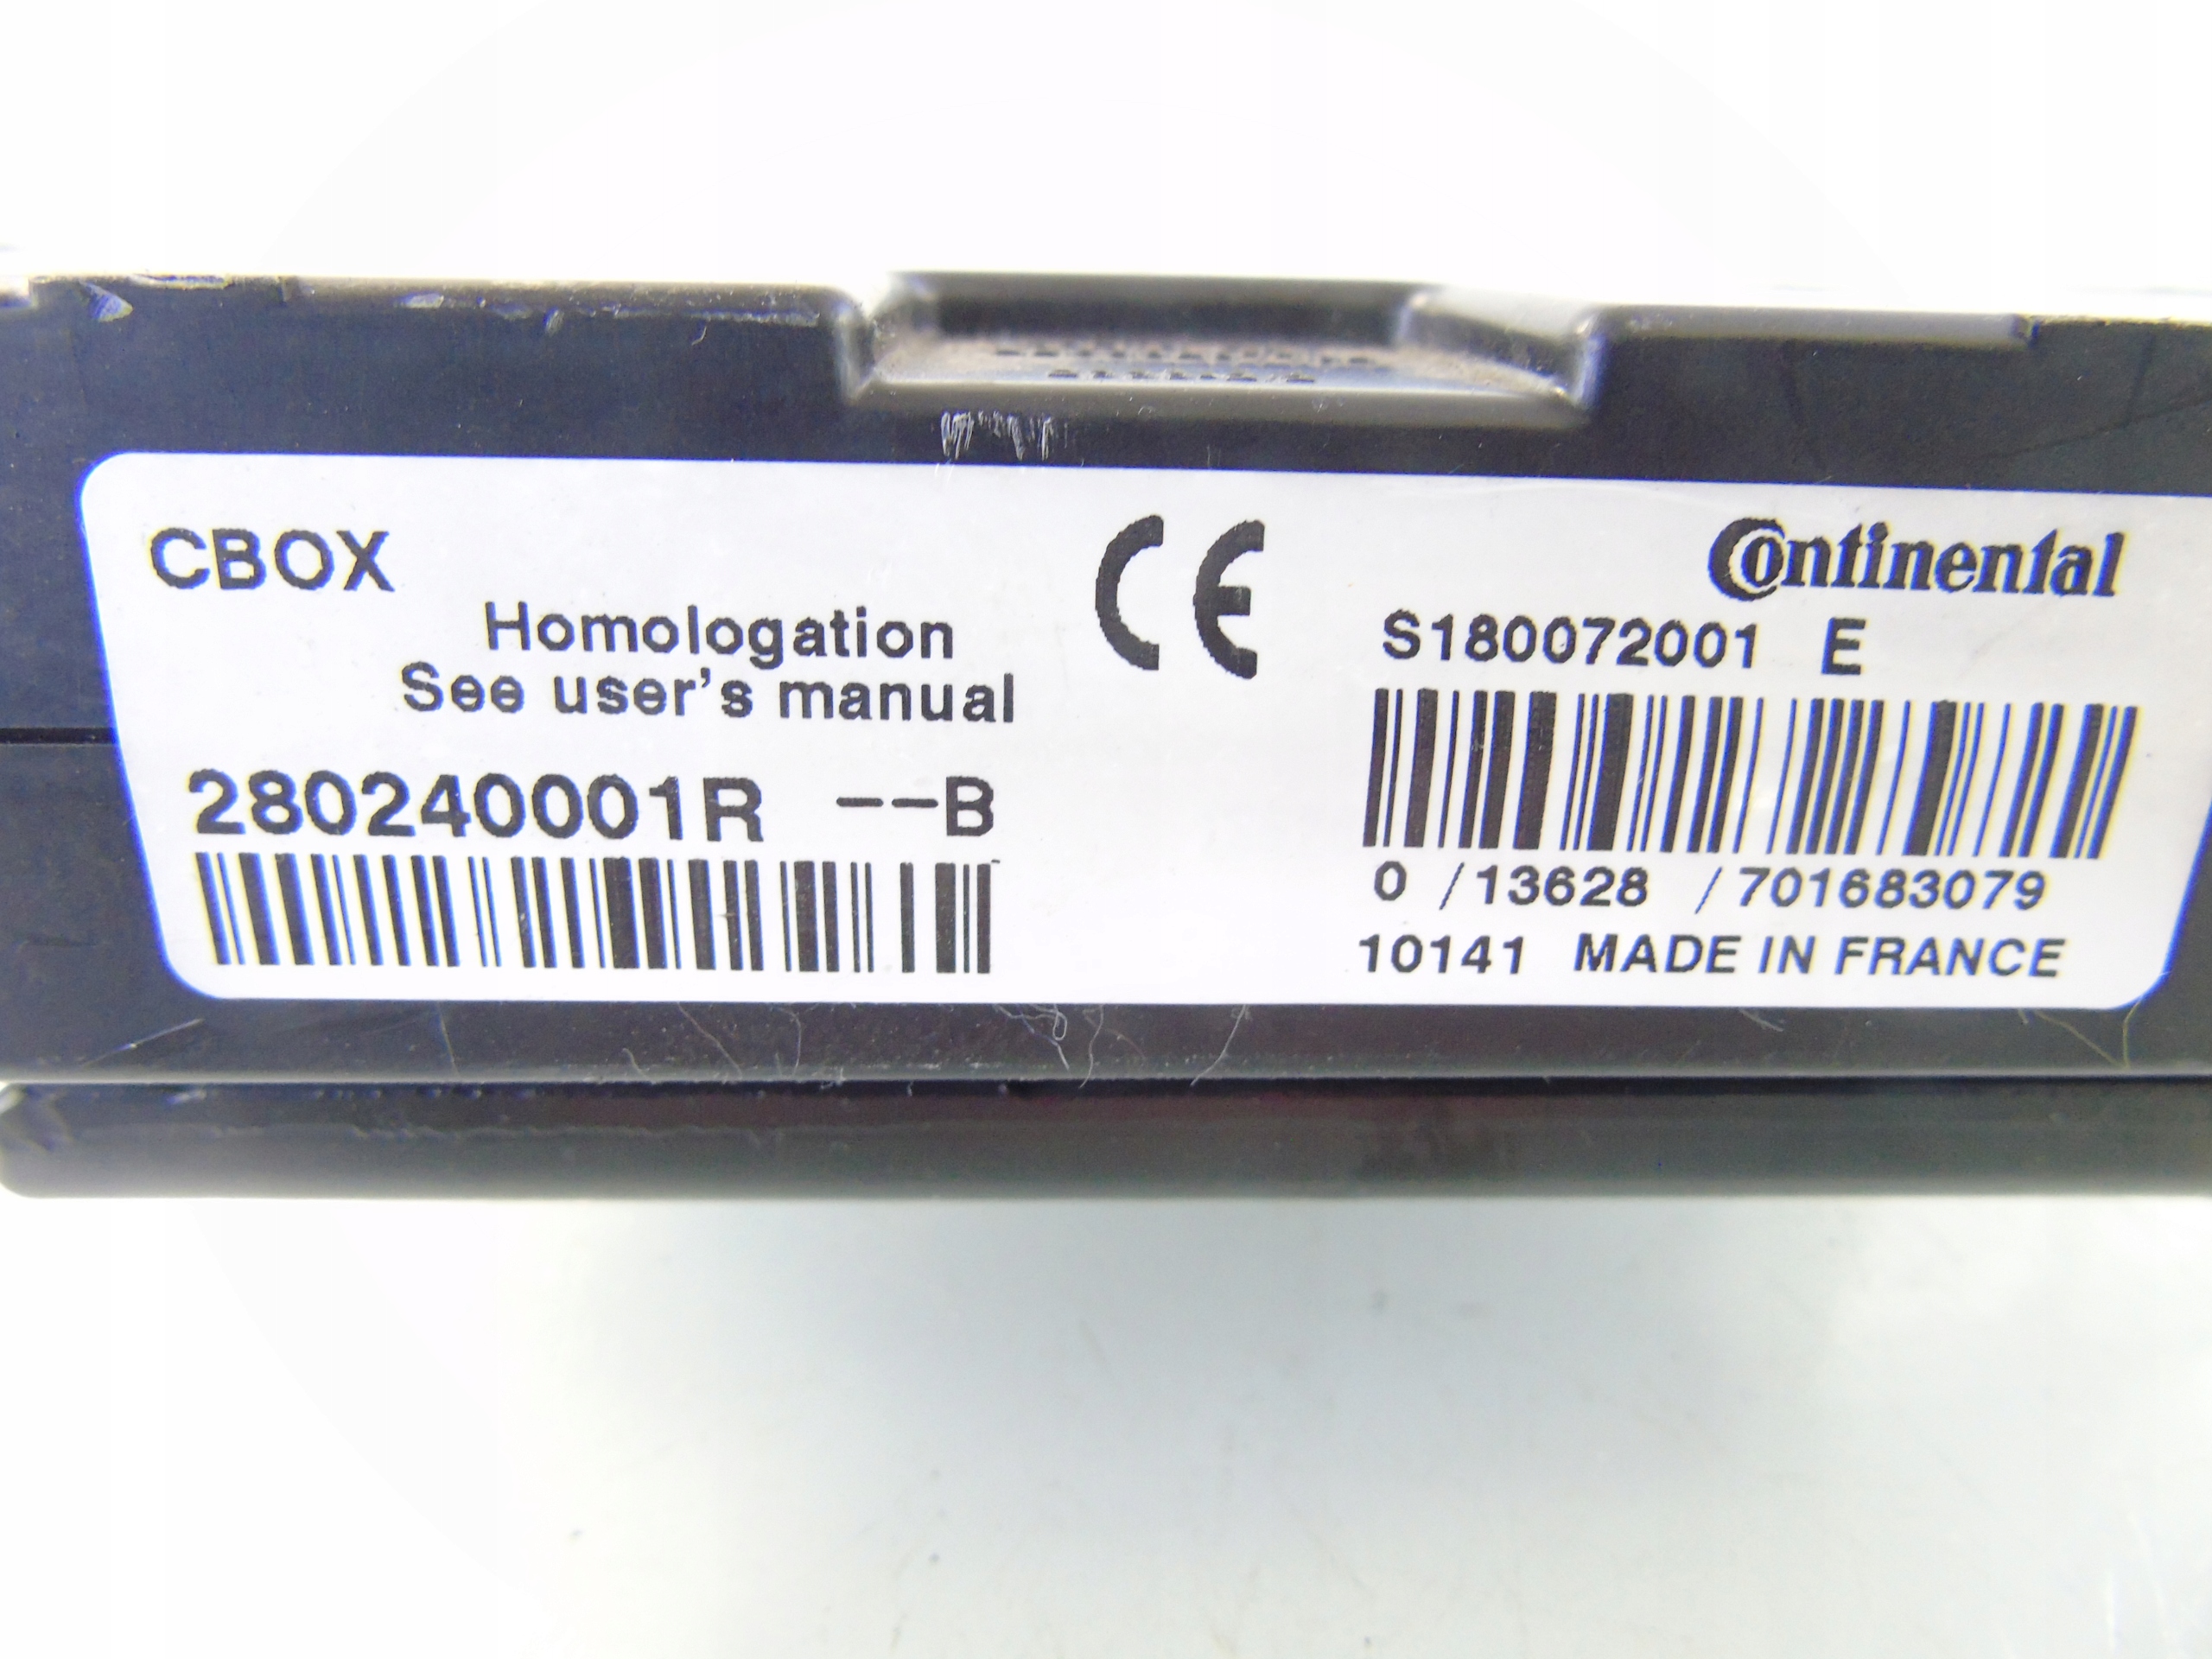 CBOX
Homologation
See user's manual
280240001R --B
CE
Continental
S180072001 E
0 /13628 /701683079
10141 MADE IN FRANCE